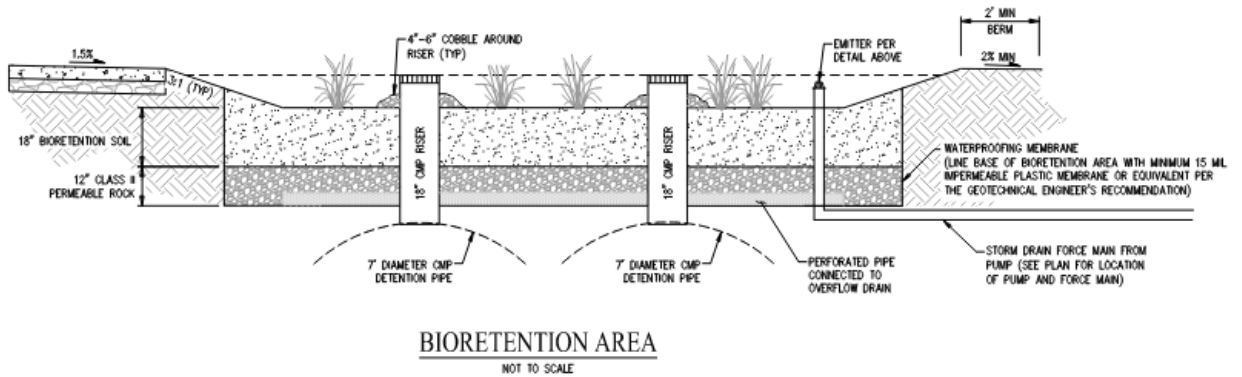 2' MIN
BERM
4"-6" COBBLE AROUND
RISER (TYP)
EMITTER PER
DETAIL ABOVE
1.5%
2% MIN
3:1 (TYP)
18" BIORETENTION SOIL
18" CMP RISER
18" CMP RISER
WATERPROOFING MEMBRANE
(LINE BASE OF BIORETENTION AREA WITH MINIMUM 15 MIL
IMPERMEABLE PLASTIC MEMBRANE OR EQUIVALENT PER
THE GEOTECHNICAL ENGINEER'S RECOMMENDATION)
12" CLASS II
PERMEABLE ROCK
7' DIAMETER CMP
DETENTION PIPE
7' DIAMETER CMP
DETENTION PIPE
PERFORATED PIPE
CONNECTED TO
OVERFLOW DRAIN
STORM DRAIN FORCE MAIN FROM
PUMP (SEE PLAN FOR LOCATION
OF PUMP AND FORCE MAIN)
BIORETENTION AREA
NOT TO SCALE